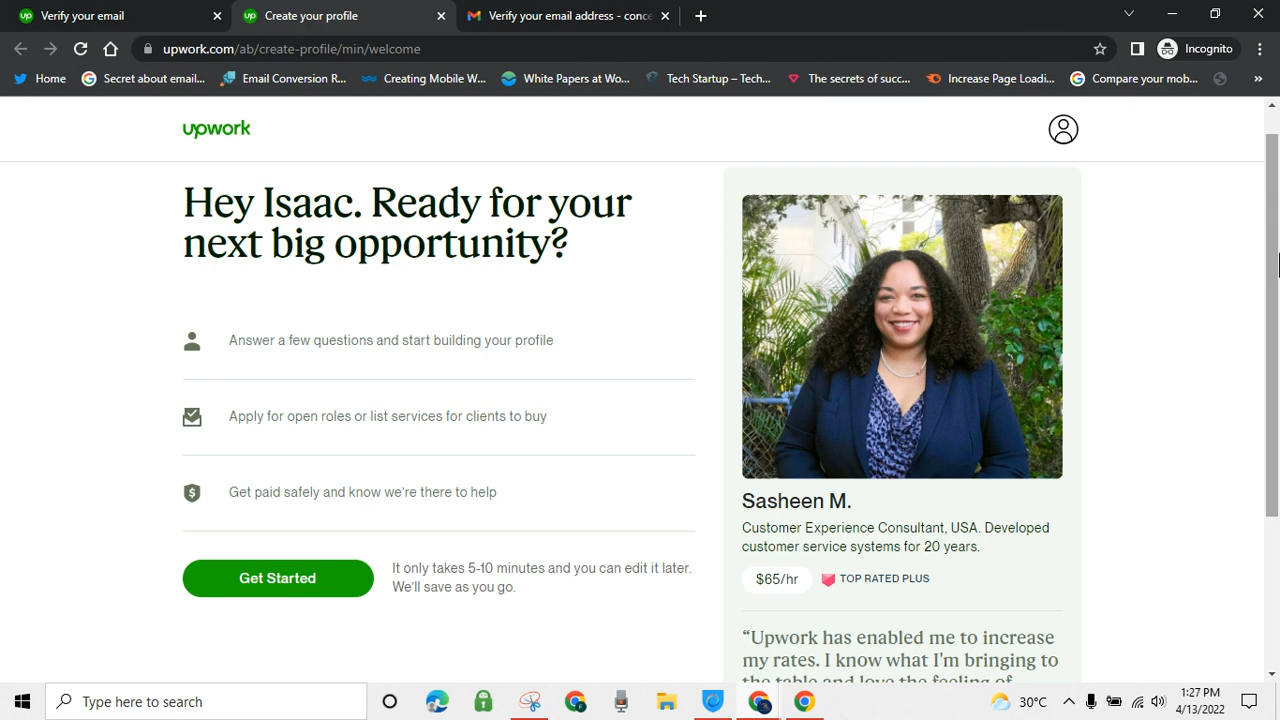 Verify your email
Create your profile
Verify your email address - conce
upwork.com/ab/create-profile/min/welcome
Incognito
Home
Secret about email...
Email Conversion R...
Creating Mobile W...
White Papers at Wo...
Tech Startup – Tech...
The secrets of succ...
Increase Page Loadi...
Compare your mob...
upwork
Hey Isaac. Ready for your
next big opportunity?
Answer a few questions and start building your profile
Apply for open roles or list services for clients to buy
Get paid safely and know we're there to help
Get Started
It only takes 5-10 minutes and you can edit it later.
We'll save as you go.
Sasheen M.
Customer Experience Consultant, USA. Developed
customer service systems for 20 years.
$65/hr
TOP RATED PLUS
“Upwork has enabled me to increase
my rates. I know what I'm bringing to
the table and love the feeling of
Type here to search
30°C
1:27 PM
4/13/2022